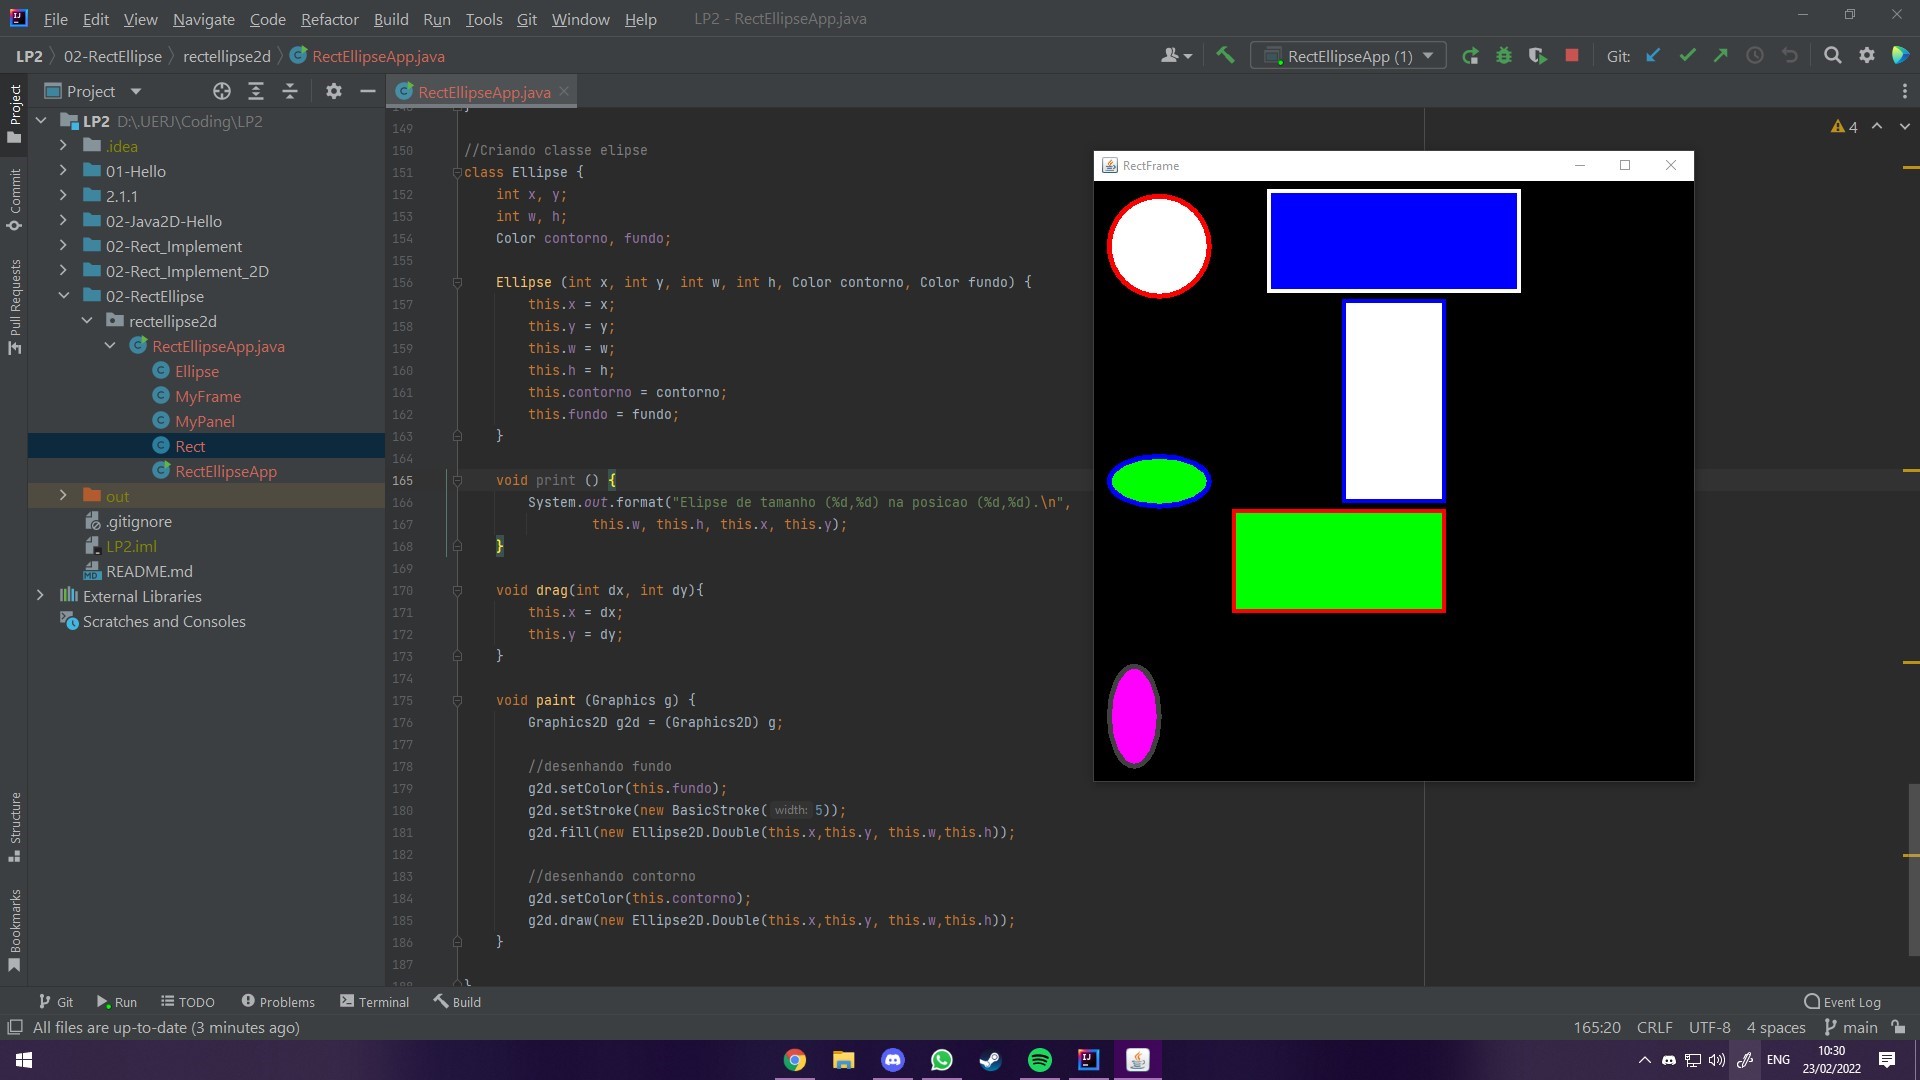 File Edit View Navigate Code Refactor Build Run Tools Git Window Help LP2 - RectEllipseApp.java
LP2 02-RectEllipse rectellipse2d RectEllipseApp.java RectEllipseApp (1) Git:
Project RectEllipseApp.java
Project
Commit
Pull Requests
Structure
Bookmarks
LP2 D:\.UERJ\Coding\LP2
.idea
01-Hello
2.1.1
02-Java2D-Hello
02-Rect_Implement
02-Rect_Implement_2D
02-RectEllipse
rectellipse2d
RectEllipseApp.java
Ellipse
MyFrame
MyPanel
Rect
RectEllipseApp
out
.gitignore
LP2.iml
README.md
External Libraries
Scratches and Consoles
4
149
150 //Criando classe elipse
151 class Ellipse {
152 int x, y;
153 int w, h;
154 Color contorno, fundo;
155
156 Ellipse (int x, int y, int w, int h, Color contorno, Color fundo) {
157 this.x = x;
158 this.y = y;
159 this.w = w;
160 this.h = h;
161 this.contorno = contorno;
162 this.fundo = fundo;
163 }
164
165 void print () {
166 System.out.format("Elipse de tamanho (%d,%d) na posicao (%d,%d).\n",
167 this.w, this.h, this.x, this.y);
168 }
169
170 void drag(int dx, int dy){
171 this.x = dx;
172 this.y = dy;
173 }
174
175 void paint (Graphics g) {
176 Graphics2D g2d = (Graphics2D) g;
177
178 //desenhando fundo
179 g2d.setColor(this.fundo);
180 g2d.setStroke(new BasicStroke( width: 5));
181 g2d.fill(new Ellipse2D.Double(this.x,this.y, this.w,this.h));
182
183 //desenhando contorno
184 g2d.setColor(this.contorno);
185 g2d.draw(new Ellipse2D.Double(this.x,this.y, this.w,this.h));
186 }
187
RectFrame
Git Run TODO Problems Terminal Build Event Log
All files are up-to-date (3 minutes ago) 165:20 CRLF UTF-8 4 spaces main
ENG 10:30
23/02/2022